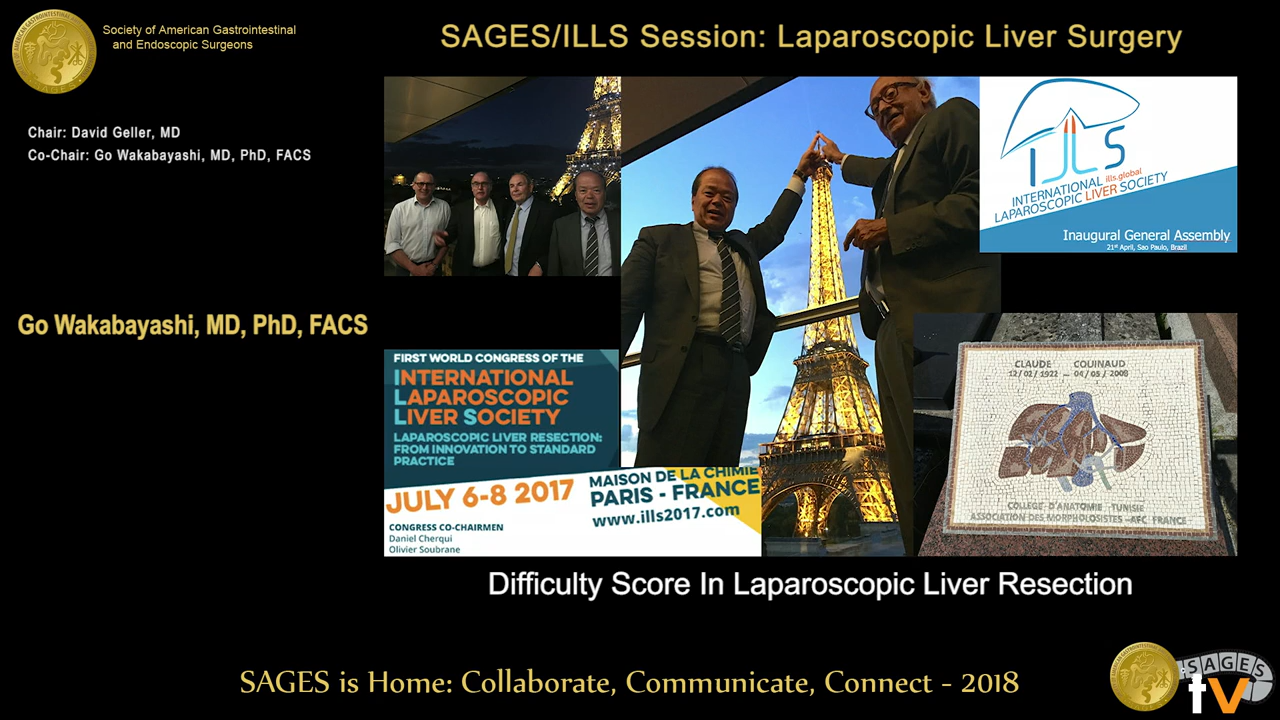 Society of American Gastrointestinal
and Endoscopic Surgeons
SAGES/ILLS Session: Laparoscopic Liver Surgery
Chair: David Geller, MD
Co-Chair: Go Wakabayashi, MD, PhD, FACS
Go Wakabayashi, MD, PhD, FACS
ILLS
ills.global
INTERNATIONAL
LAPAROSCOPIC LIVER SOCIETY
Inaugural General Assembly
21st April, Sao Paulo, Brazil
FIRST WORLD CONGRESS OF THE
INTERNATIONAL
LAPAROSCOPIC
LIVER SOCIETY
LAPAROSCOPIC LIVER RESECTION:
FROM INNOVATION TO STANDARD
PRACTICE
JULY 6-8 2017
MAISON DE LA CHIMIE
PARIS - FRANCE
www.ills2017.com
CONGRESS CO-CHAIRMEN
Daniel Cherqui
Olivier Soubrane
CLAUDE COUINAUD
12/02/1922 - 04/05/2008
COLLEGE D'ANATOMIE TUNISIE
ASSOCIATION DES MORPHOLOSISTES -AFC FRANCE
Difficulty Score In Laparoscopic Liver Resection
SAGES is Home: Collaborate, Communicate, Connect - 2018
SAGES
tv